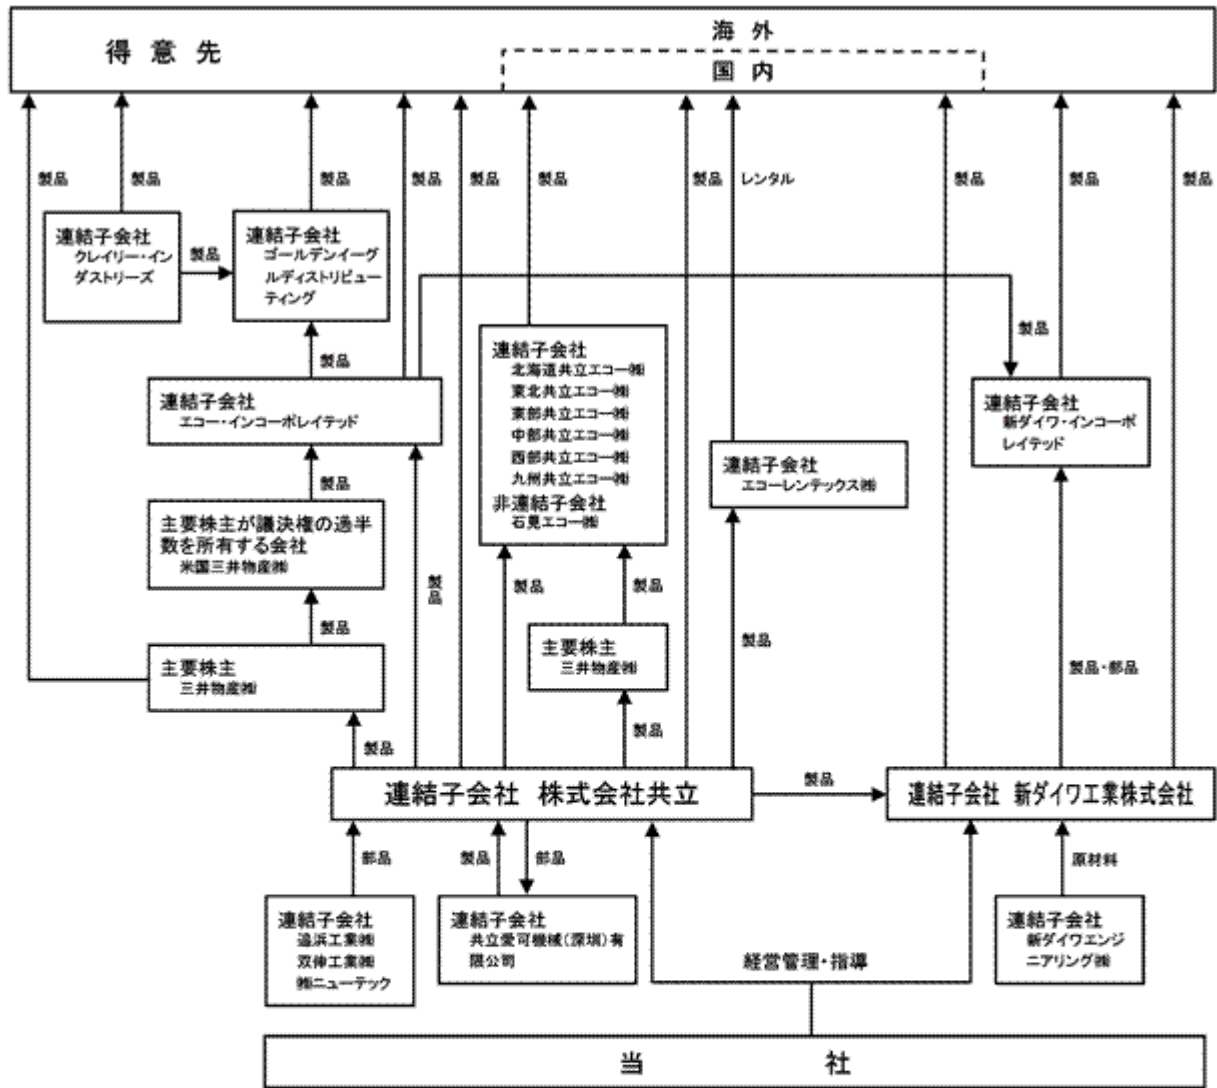 海 外
得 意 先
国 内
製品
製品
製品
製品
製品
製品
製品
レンタル
製品
製品
製品
連結子会社
クレイリー・イン
ダストリーズ
製品
連結子会社
ゴールデンイーグ
ルディストリビュー
ティング
製品
製品
連結子会社
エコー・インコーポレイテッド
連結子会社
北海道共立エコー㈱
東北共立エコー㈱
東部共立エコー㈱
中部共立エコー㈱
西部共立エコー㈱
九州共立エコー㈱
非連結子会社
石見エコー㈱
連結子会社
新ダイワ・インコーポ
レイテッド
連結子会社
エコーレンテックス㈱
製品
主要株主が議決権の過半
数を所有する会社
米国三井物産㈱
製品
製品
製品
製品
主要株主
三井物産㈱
主要株主
三井物産㈱
製品
製品・部品
製品
製品
連結子会社 株式会社共立
製品
連結子会社 新ダイワ工業株式会社
部品
製品
部品
原材料
連結子会社
追浜工業㈱
双伸工業㈱
㈱ニューテック
連結子会社
共立愛可機械(深圳)有
限公司
経営管理・指導
連結子会社
新ダイワエンジ
ニアリング㈱
当 社